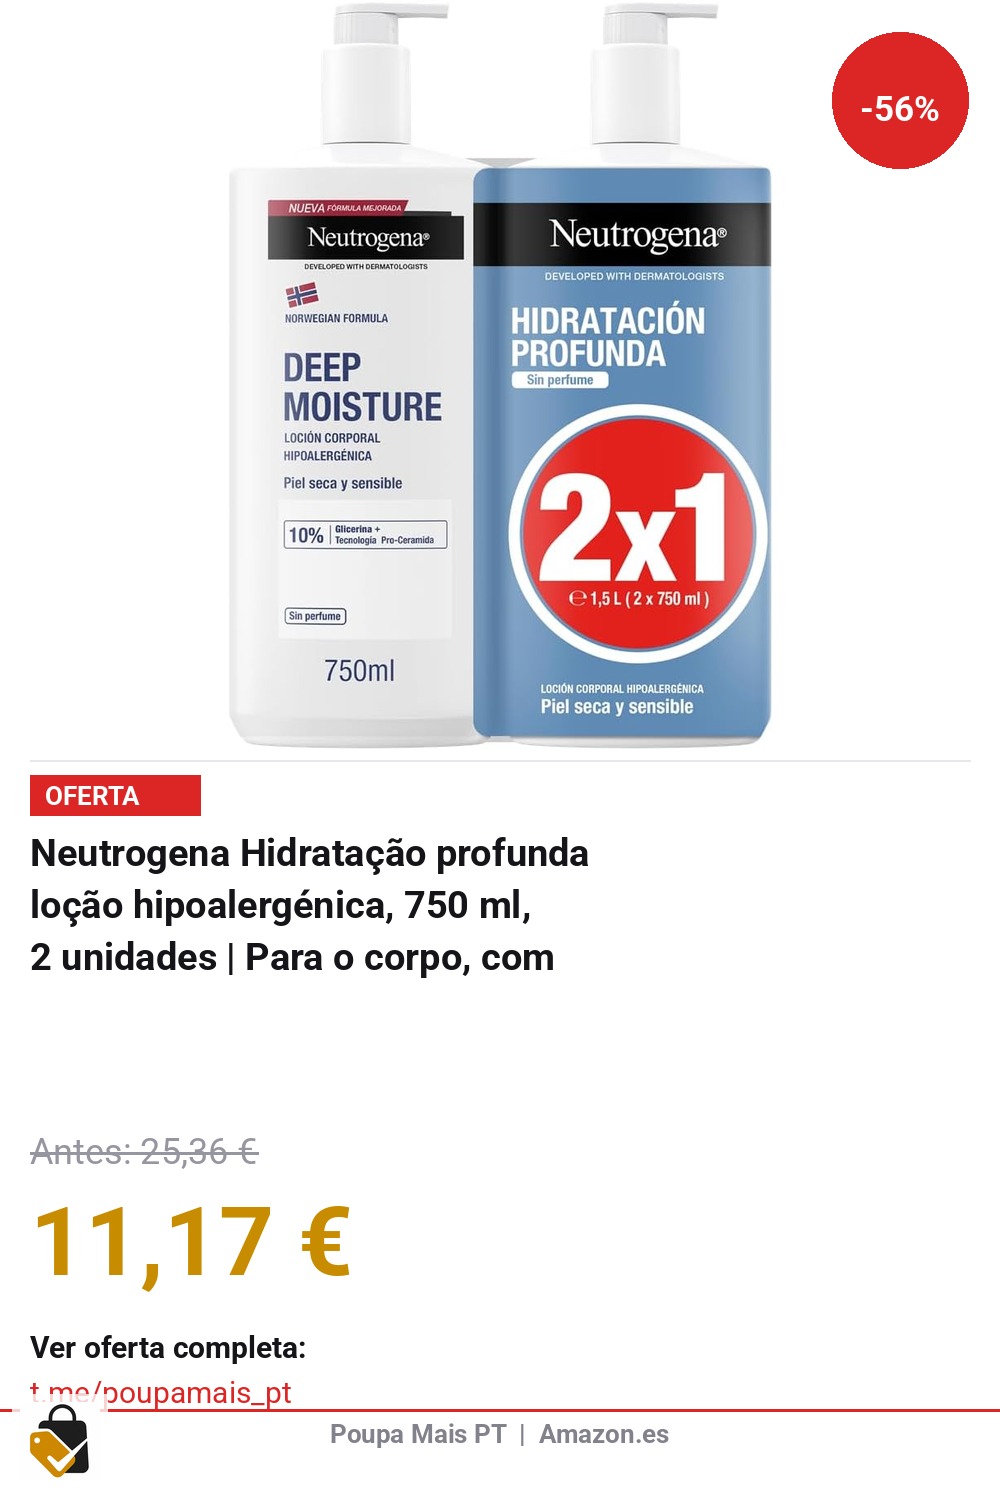 -56%
NUEVA FÓRMULA MEJORADA
Neutrogena®
DEVELOPED WITH DERMATOLOGISTS
NORWEGIAN FORMULA
DEEP
MOISTURE
LOCIÓN CORPORAL
HIPOALERGÉNICA
Piel seca y sensible
10% Glicerina +
Tecnología Pro-Ceramida
Sin perfume
750ml
Neutrogena®
DEVELOPED WITH DERMATOLOGISTS
HIDRATACIÓN
PROFUNDA
Sin perfume
2x1
℮ 1,5 L ( 2 x 750 ml )
LOCIÓN CORPORAL HIPOALERGÉNICA
Piel seca y sensible
OFERTA
Neutrogena Hidratação profunda
loção hipoalergénica, 750 ml,
2 unidades | Para o corpo, com
Antes: 25,36 €
11,17 €
Ver oferta completa:
t.me/poupamais_pt
Poupa Mais PT | Amazon.es